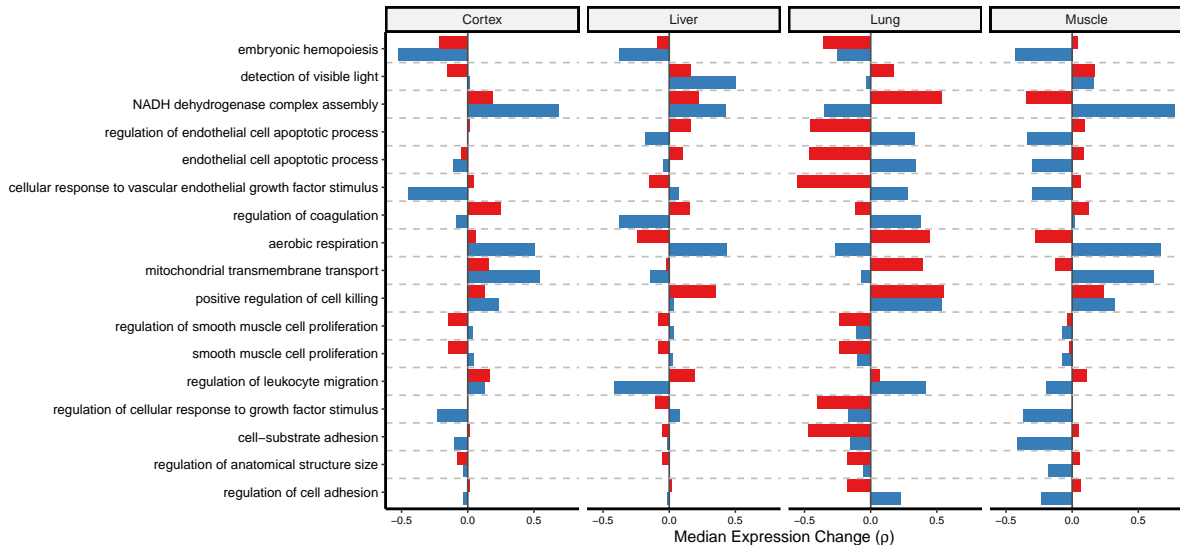 Cortex
Liver
Lung
Muscle
embryonic hemopoiesis
detection of visible light
NADH dehydrogenase complex assembly
regulation of endothelial cell apoptotic process
endothelial cell apoptotic process
cellular response to vascular endothelial growth factor stimulus
regulation of coagulation
aerobic respiration
mitochondrial transmembrane transport
positive regulation of cell killing
regulation of smooth muscle cell proliferation
smooth muscle cell proliferation
regulation of leukocyte migration
regulation of cellular response to growth factor stimulus
cell−substrate adhesion
regulation of anatomical structure size
regulation of cell adhesion
−0.5 0.0 0.5 −0.5 0.0 0.5 −0.5 0.0 0.5 −0.5 0.0 0.5
Median Expression Change (ρ)